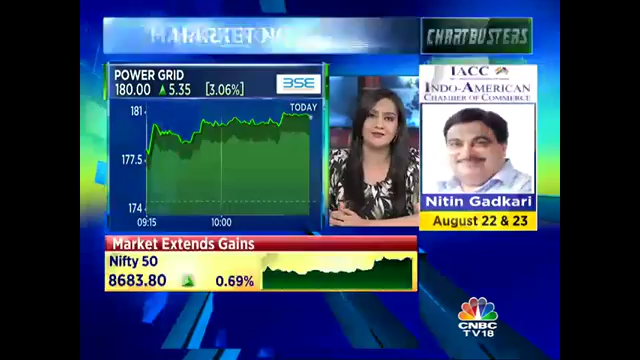 CHARTBUSTERS
POWER GRID
180.00 ▲ 5.35 [3.06%]
BSE
TODAY
181
177.5
174
09:15 10:00
IACC
INDO-AMERICAN
CHAMBER OF COMMERCE
Nitin Gadkari
August 22 & 23
Market Extends Gains
Nifty 50
8683.80 ▲ 0.69%
CNBC
TV18